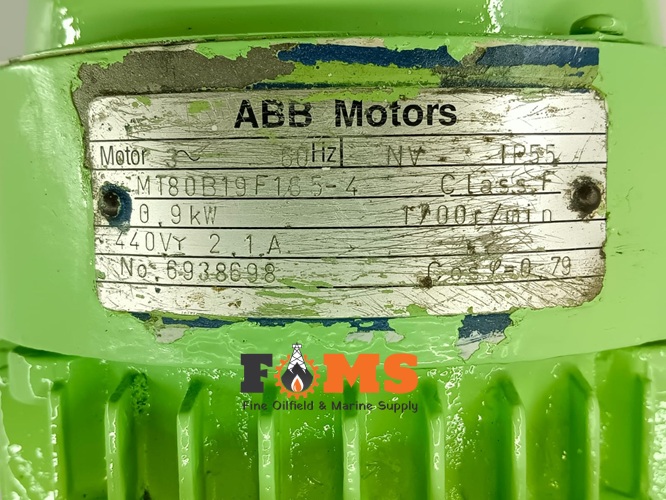 ABB Motors
Motor 3~ 60Hz NV IP55
MT80B19F165-4 Class.F
0.9kW 1700r/min
440VY 2.1A
No.6938698 Cosφ=0.79
FOMS
Fine Oilfield & Marine Supply